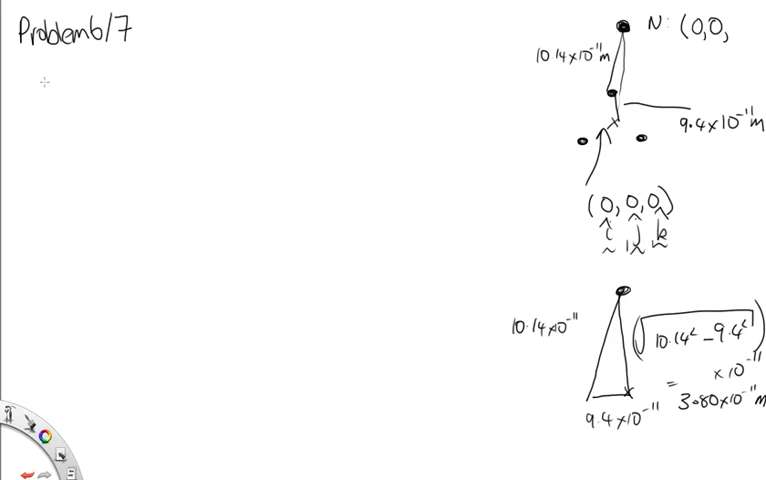 Problem 6/7
N: (0,0,
10.14×10⁻¹¹m
9.4×10⁻¹¹m
(0, 0, 0)
i j k
10.14×10⁻¹¹
(√10.14² - 9.4²)
×10⁻¹¹
= 3.80×10⁻¹¹m
9.4×10⁻¹¹